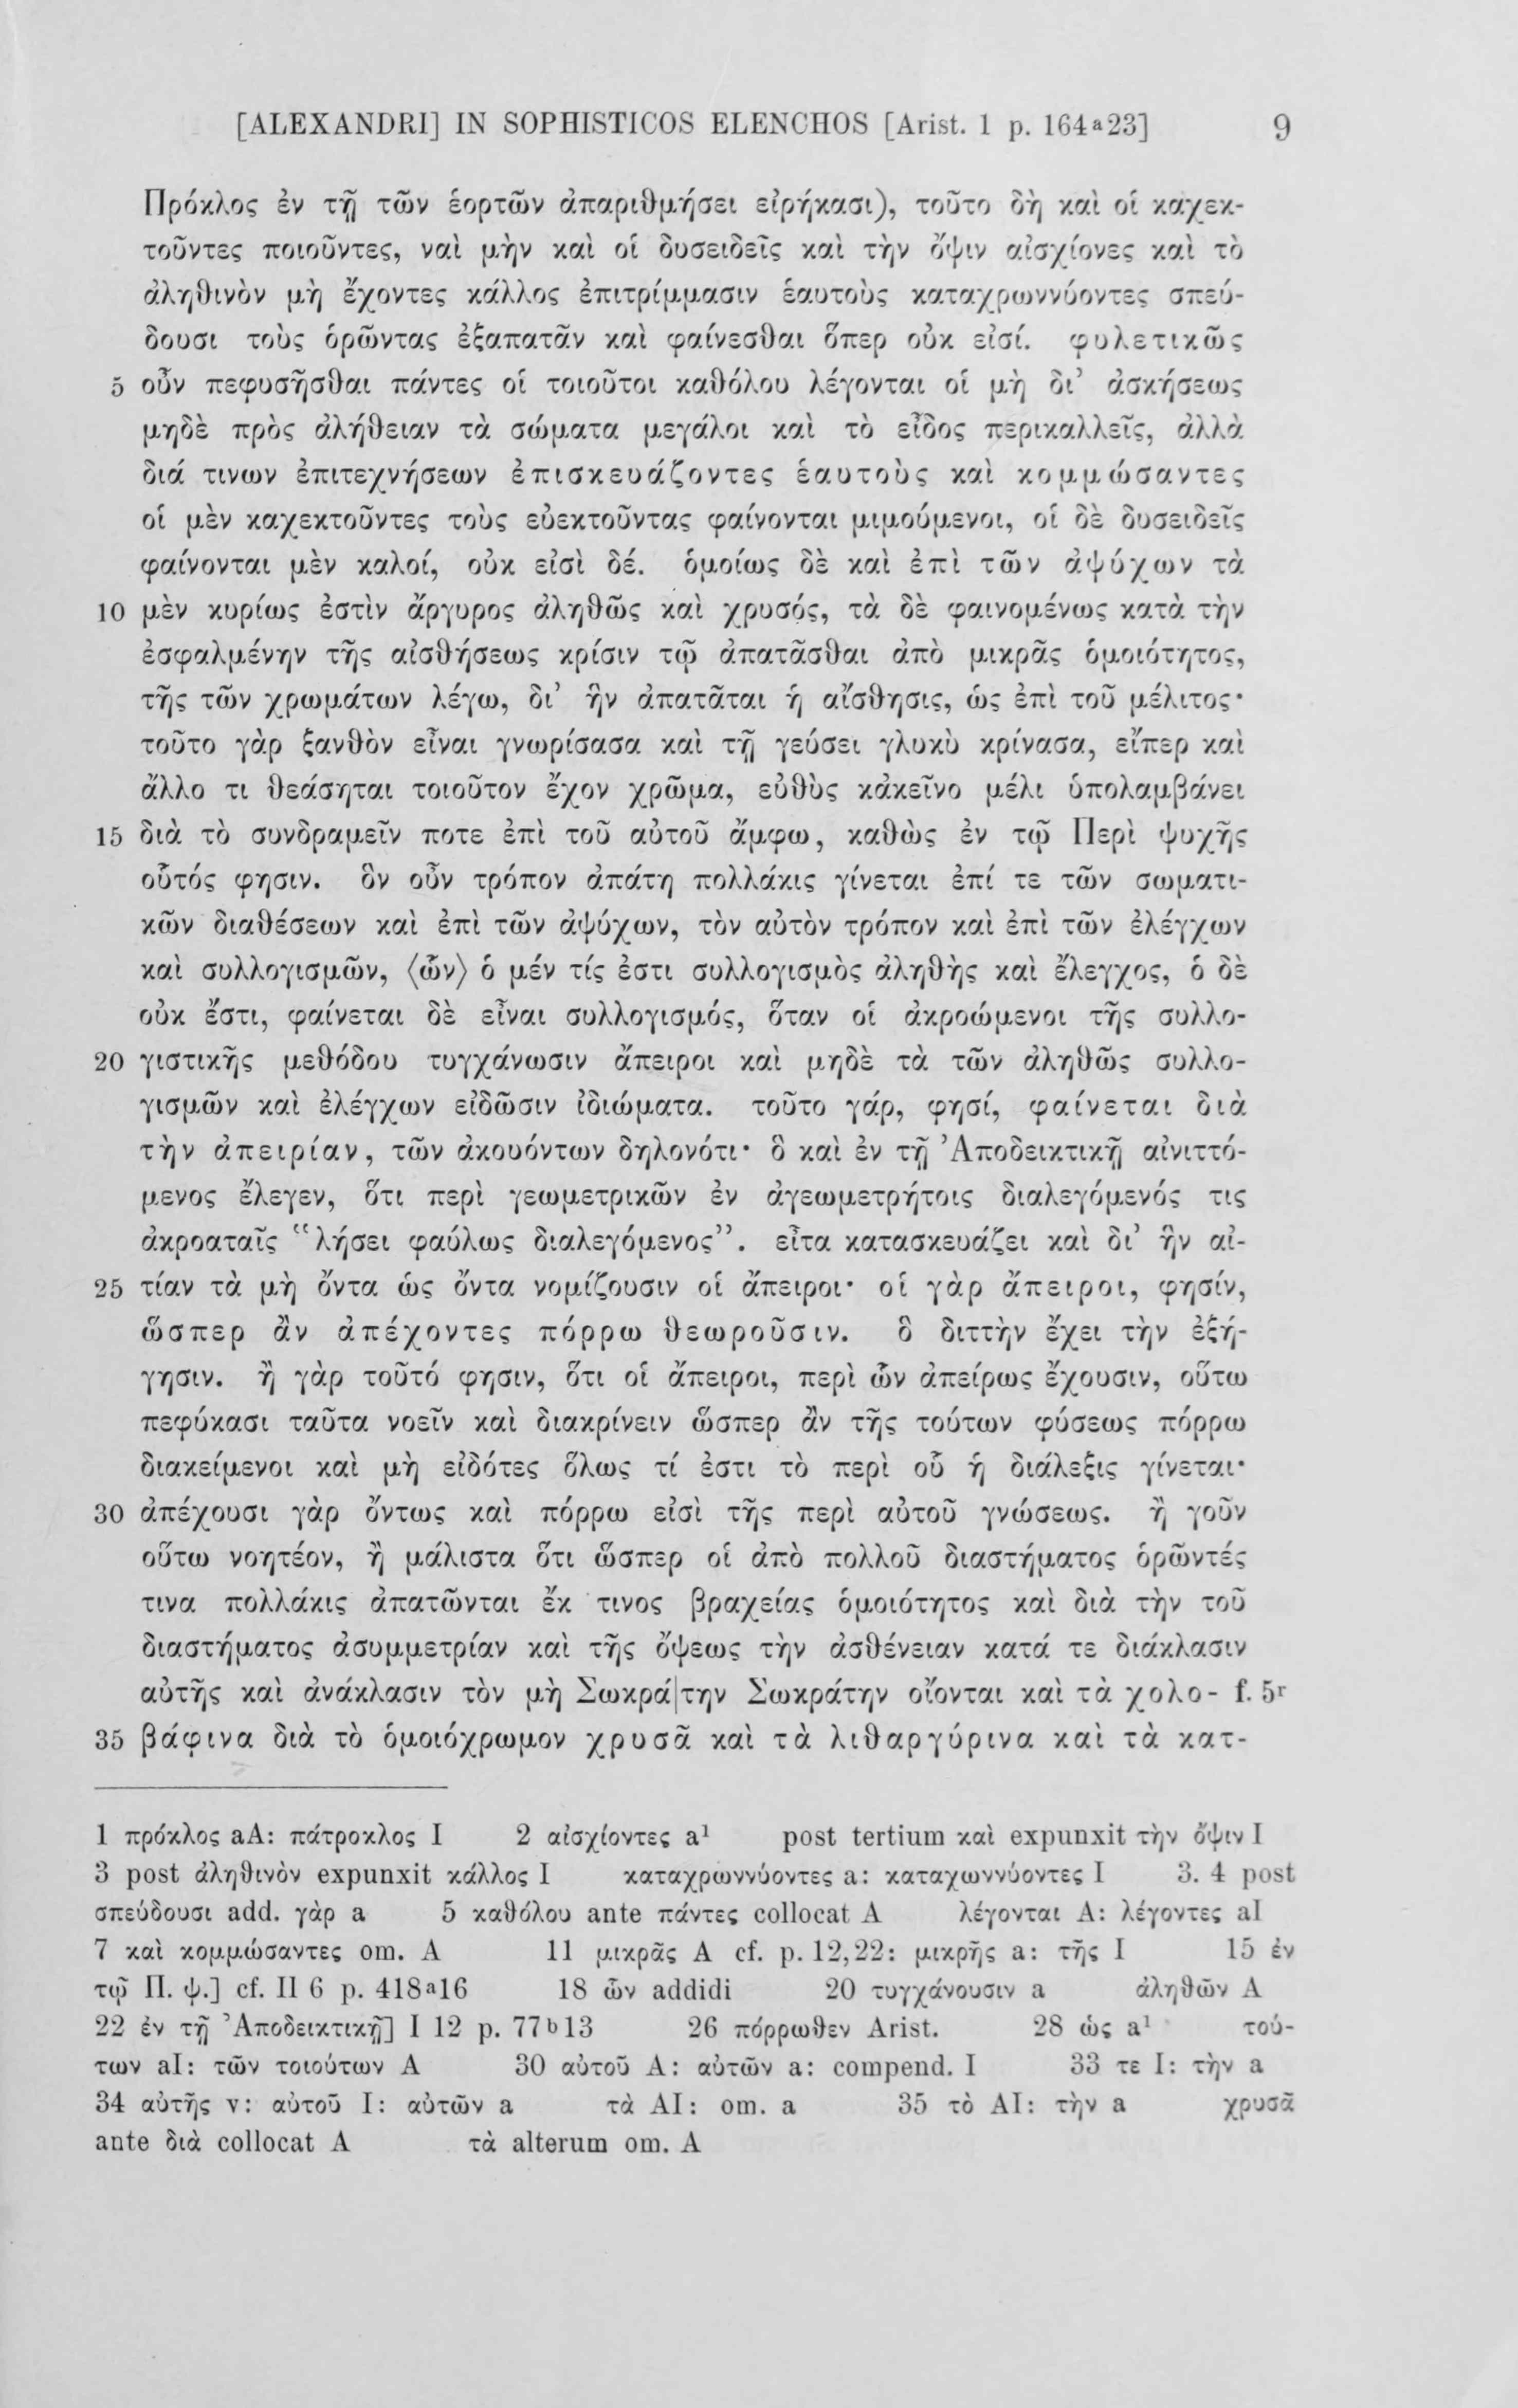 [ALEXANDRI] IN SOPHISTICOS ELENCHOS [Arist. 1 p. 164ᵃ23] 9
Πρόκλος ἐν τῇ τῶν ἑορτῶν ἀπαριθμήσει εἰρήκασι), τοῦτο δὴ καὶ οἱ καχεκ-
τοῦντες ποιοῦντες, ναὶ μὴν καὶ οἱ δυσειδεῖς καὶ τὴν ὄψιν αἰσχίονες καὶ τὸ
ἀληθινὸν μὴ ἔχοντες κάλλος ἐπιτρίμμασιν ἑαυτοὺς καταχρωννύοντες σπεύ-
δουσι τοὺς ὁρῶντας ἐξαπατᾶν καὶ φαίνεσθαι ὅπερ οὐκ εἰσί. φυλετικῶς
5 οὖν πεφυσῆσθαι πάντες οἱ τοιοῦτοι καθόλου λέγονται οἱ μὴ δι’ ἀσκήσεως
μηδὲ πρὸς ἀλήθειαν τὰ σώματα μεγάλοι καὶ τὸ εἶδος περικαλλεῖς, ἀλλὰ
διά τινων ἐπιτεχνήσεων ἐπισκευάζοντες ἑαυτοὺς καὶ κομμώσαντες
οἱ μὲν καχεκτοῦντες τοὺς εὐεκτοῦντας φαίνονται μιμούμενοι, οἱ δὲ δυσειδεῖς
φαίνονται μὲν καλοί, οὐκ εἰσὶ δέ. ὁμοίως δὲ καὶ ἐπὶ τῶν ἀψύχων τὰ
10 μὲν κυρίως ἐστὶν ἄργυρος ἀληθῶς καὶ χρυσός, τὰ δὲ φαινομένως κατὰ τὴν
ἐσφαλμένην τῆς αἰσθήσεως κρίσιν τῷ ἀπατᾶσθαι ἀπὸ μικρᾶς ὁμοιότητος,
τῆς τῶν χρωμάτων λέγω, δι’ ἣν ἀπατᾶται ἡ αἴσθησις, ὡς ἐπὶ τοῦ μέλιτος·
τοῦτο γὰρ ξανθὸν εἶναι γνωρίσασα καὶ τῇ γεύσει γλυκὺ κρίνασα, εἴπερ καὶ
ἄλλο τι θεάσηται τοιοῦτον ἔχον χρῶμα, εὐθὺς κἀκεῖνο μέλι ὑπολαμβάνει
15 διὰ τὸ συνδραμεῖν ποτε ἐπὶ τοῦ αὐτοῦ ἄμφω, καθὼς ἐν τῷ Περὶ ψυχῆς
οὗτός φησιν. ὃν οὖν τρόπον ἀπάτη πολλάκις γίνεται ἐπί τε τῶν σωματι-
κῶν διαθέσεων καὶ ἐπὶ τῶν ἀψύχων, τὸν αὐτὸν τρόπον καὶ ἐπὶ τῶν ἐλέγχων
καὶ συλλογισμῶν, ⟨ὧν⟩ ὁ μέν τίς ἐστι συλλογισμὸς ἀληθὴς καὶ ἔλεγχος, ὁ δὲ
οὐκ ἔστι, φαίνεται δὲ εἶναι συλλογισμός, ὅταν οἱ ἀκροώμενοι τῆς συλλο-
20 γιστικῆς μεθόδου τυγχάνωσιν ἄπειροι καὶ μηδὲ τὰ τῶν ἀληθῶς συλλο-
γισμῶν καὶ ἐλέγχων εἰδῶσιν ἰδιώματα. τοῦτο γάρ, φησί, φαίνεται διὰ
τὴν ἀπειρίαν, τῶν ἀκουόντων δηλονότι· ὃ καὶ ἐν τῇ Ἀποδεικτικῇ αἰνιττό-
μενος ἔλεγεν, ὅτι περὶ γεωμετρικῶν ἐν ἀγεωμετρήτοις διαλεγόμενός τις
ἀκροαταῖς “λήσει φαύλως διαλεγόμενος”. εἶτα κατασκευάζει καὶ δι’ ἣν αἰ-
25 τίαν τὰ μὴ ὄντα ὡς ὄντα νομίζουσιν οἱ ἄπειροι· οἱ γὰρ ἄπειροι, φησίν,
ὥσπερ ἂν ἀπέχοντες πόρρω θεωροῦσιν. ὃ διττὴν ἔχει τὴν ἐξή-
γησιν. ἢ γὰρ τοῦτό φησιν, ὅτι οἱ ἄπειροι, περὶ ὧν ἀπείρως ἔχουσιν, οὕτω
πεφύκασι ταῦτα νοεῖν καὶ διακρίνειν ὥσπερ ἂν τῆς τούτων φύσεως πόρρω
διακείμενοι καὶ μὴ εἰδότες ὅλως τί ἐστι τὸ περὶ οὗ ἡ διάλεξις γίνεται·
30 ἀπέχουσι γὰρ ὄντως καὶ πόρρω εἰσὶ τῆς περὶ αὐτοῦ γνώσεως. ἢ γοῦν
οὕτω νοητέον, ἢ μάλιστα ὅτι ὥσπερ οἱ ἀπὸ πολλοῦ διαστήματος ὁρῶντές
τινα πολλάκις ἀπατῶνται ἔκ τινος βραχείας ὁμοιότητος καὶ διὰ τὴν τοῦ
διαστήματος ἀσυμμετρίαν καὶ τῆς ὄψεως τὴν ἀσθένειαν κατά τε διάκλασιν
αὐτῆς καὶ ἀνάκλασιν τὸν μὴ Σωκρά|την Σωκράτην οἴονται καὶ τὰ χολο- f. 5ʳ
35 βάφινα διὰ τὸ ὁμοιόχρωμον χρυσᾶ καὶ τὰ λιθαργύρινα καὶ τὰ κατ-
1 πρόκλος aA: πάτροκλος I 2 αἰσχίοντες a¹ post tertium καὶ expunxit τὴν ὄψιν I
3 post ἀληθινὸν expunxit κάλλος I καταχρωννύοντες a: καταχωννύοντες I 3. 4 post
σπεύδουσι add. γὰρ a 5 καθόλου ante πάντες collocat A λέγονται A: λέγοντες aI
7 καὶ κομμώσαντες om. A 11 μικρᾶς A cf. p. 12,22: μικρῆς a: τῆς I 15 ἐν
τῷ Π. ψ.] cf. II 6 p. 418ᵃ16 18 ὧν addidi 20 τυγχάνουσιν a ἀληθῶν A
22 ἐν τῇ Ἀποδεικτικῇ] I 12 p. 77ᵇ13 26 πόρρωθεν Arist. 28 ὡς a¹ τού-
των aI: τῶν τοιούτων A 30 αὐτοῦ A: αὐτῶν a: compend. I 33 τε I: τὴν a
34 αὐτῆς v: αὐτοῦ I: αὐτῶν a τὰ AI: om. a 35 τὸ AI: τὴν a χρυσᾶ
ante διὰ collocat A τὰ alterum om. A